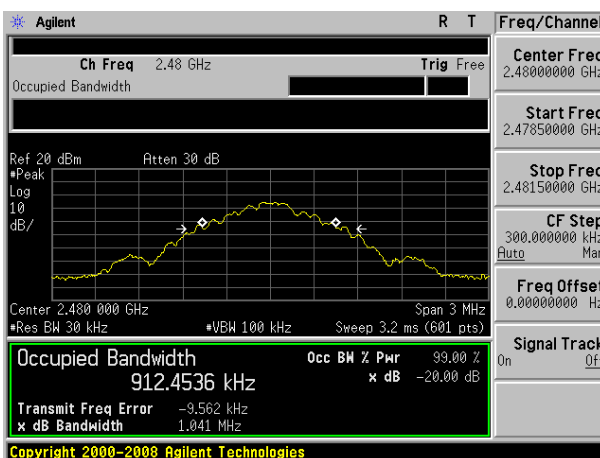 Agilent R T Freq/Channel
Ch Freq 2.48 GHz Trig Free
Occupied Bandwidth
Center Freq
2.48000000 GHz
Start Freq
2.47850000 GHz
Stop Freq
2.48150000 GHz
CF Step
300.000000 kHz
Auto Man
Freq Offset
0.00000000 Hz
Signal Track
On Off
Ref 20 dBm Atten 30 dB
#Peak
Log
10
dB/
Center 2.480 000 GHz Span 3 MHz
#Res BW 30 kHz #VBW 100 kHz Sweep 3.2 ms (601 pts)
Occupied Bandwidth Occ BW % Pwr 99.00 %
912.4536 kHz x dB -20.00 dB
Transmit Freq Error -9.562 kHz
x dB Bandwidth 1.041 MHz
Copyright 2000-2008 Agilent Technologies